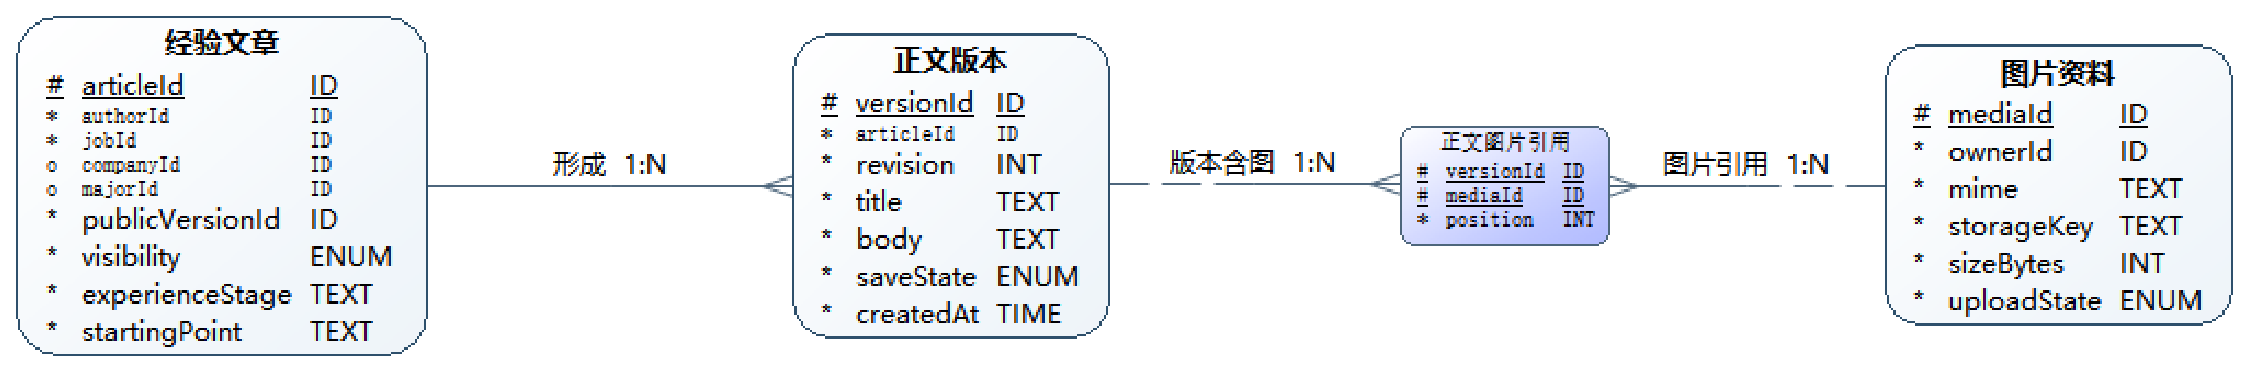 经验文章
# articleId ID
* authorId ID
* jobId ID
o companyId ID
o majorId ID
* publicVersionId ID
* visibility ENUM
* experienceStage TEXT
* startingPoint TEXT
形成 1:N
正文版本
# versionId ID
* articleId ID
* revision INT
* title TEXT
* body TEXT
* saveState ENUM
* createdAt TIME
版本含图 1:N
正文图片引用
# versionId ID
# mediaId ID
* position INT
图片引用 1:N
图片资料
# mediaId ID
* ownerId ID
* mime TEXT
* storageKey TEXT
* sizeBytes INT
* uploadState ENUM